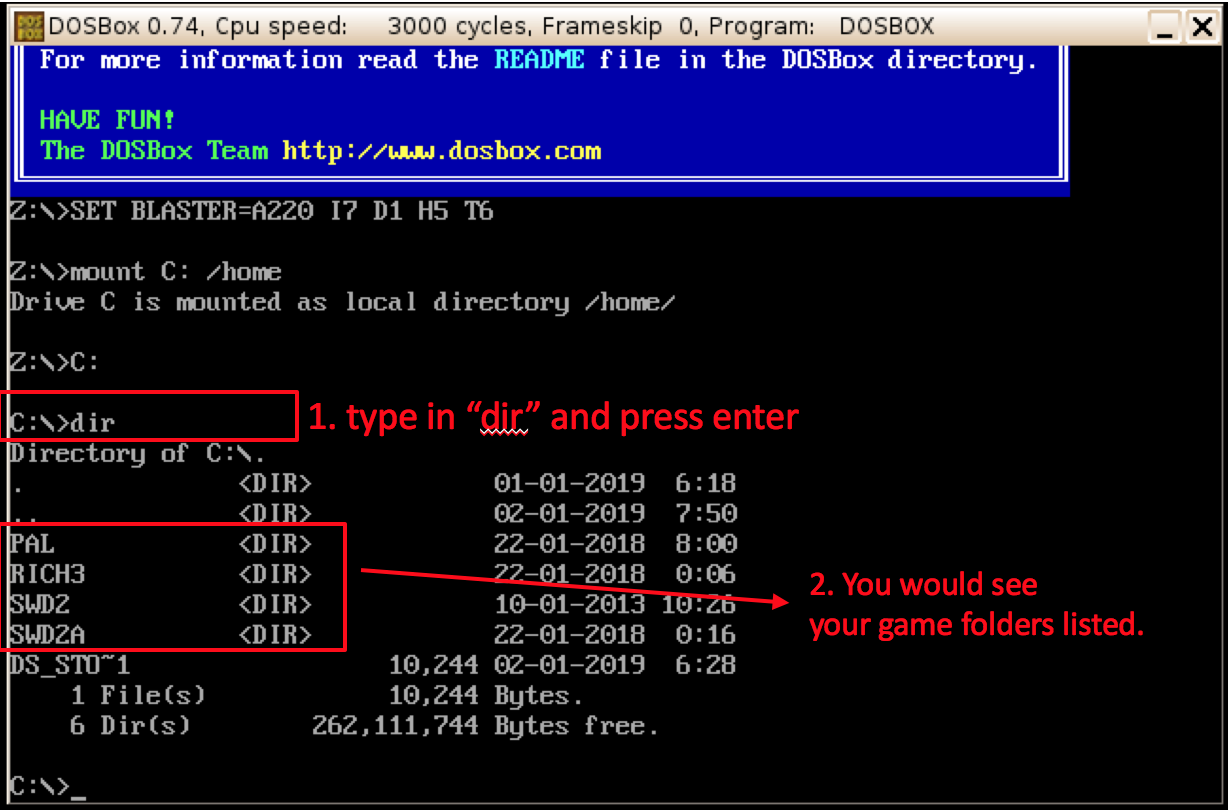 DOSBox 0.74, Cpu speed: 3000 cycles, Frameskip 0, Program: DOSBOX
For more information read the README file in the DOSBox directory.
HAVE FUN!
The DOSBox Team http://www.dosbox.com
Z:\>SET BLASTER=A220 I7 D1 H5 T6
Z:\>mount C: /home
Drive C is mounted as local directory /home/
Z:\>C:
C:\>dir
1. type in “dir” and press enter
Directory of C:\.
. <DIR> 01-01-2019 6:18
.. <DIR> 02-01-2019 7:50
PAL <DIR> 22-01-2018 8:00
RICH3 <DIR> 22-01-2018 0:06
SWD2 <DIR> 10-01-2013 10:26
SWD2A <DIR> 22-01-2018 0:16
2. You would see
your game folders listed.
DS_STO~1 10,244 02-01-2019 6:28
1 File(s) 10,244 Bytes.
6 Dir(s) 262,111,744 Bytes free.
C:\>_